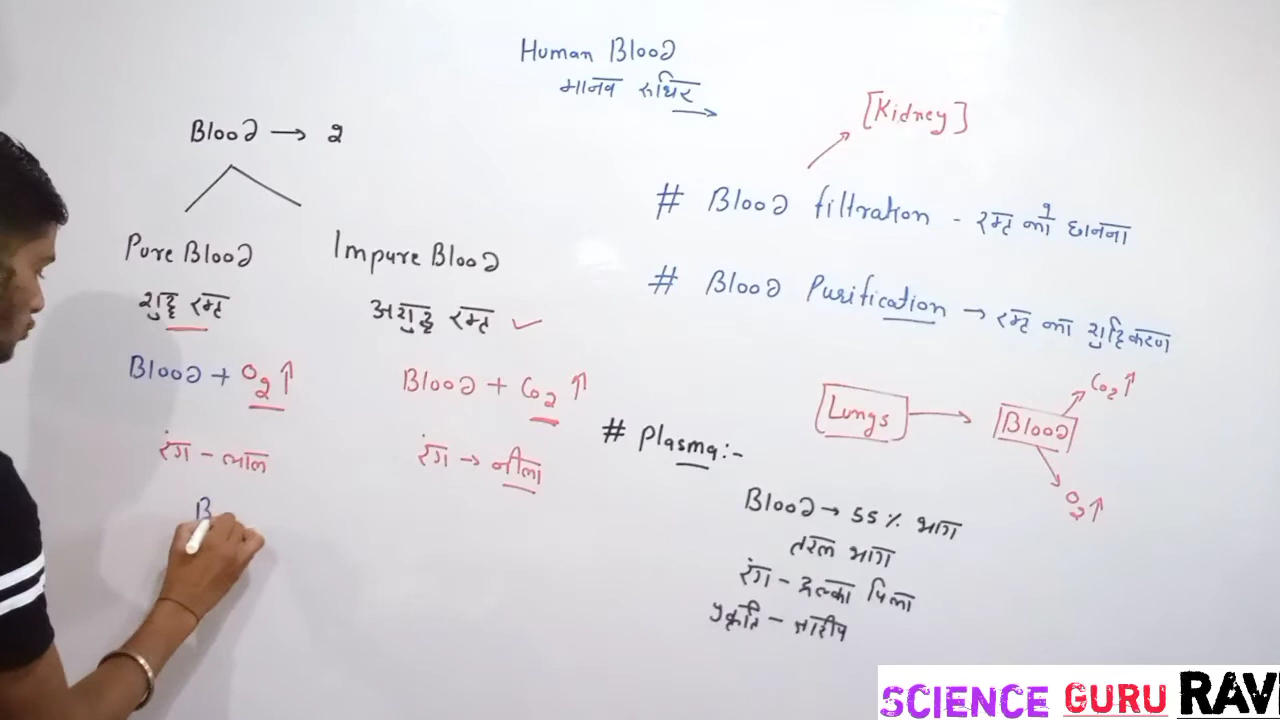 Human Blood
मानव रुधिर →
Blood → 2
Pure Blood
शुद्ध रक्त
Blood + O2 ↑
रंग - लाल
B
Impure Blood
अशुद्ध रक्त ✓
Blood + Co2 ↑
रंग → नीला
[Kidney]
# Blood filtration - रक्त का छानना
# Blood Purification → रक्त का शुद्धिकरण
Lungs → Blood
Co2 ↑
O2 ↑
# Plasma:-
Blood → 55 % भाग
तरल भाग
रंग - हल्का पिला
प्रकृति - क्षारीय
SCIENCE GURU RAVI